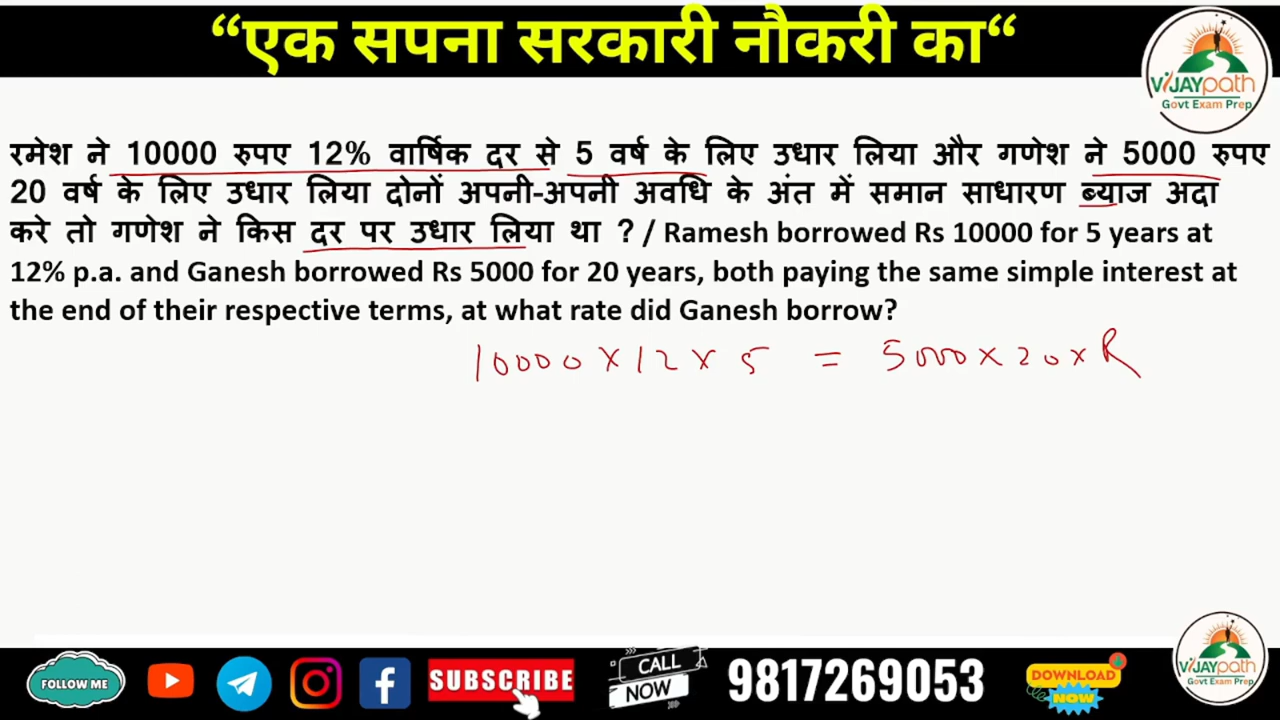 “एक सपना सरकारी नौकरी का“
ViJAYpath
Govt Exam Prep
रमेश ने 10000 रुपए 12% वार्षिक दर से 5 वर्ष के लिए उधार लिया और गणेश ने 5000 रुपए
20 वर्ष के लिए उधार लिया दोनों अपनी-अपनी अवधि के अंत में समान साधारण ब्याज अदा
करे तो गणेश ने किस दर पर उधार लिया था ? / Ramesh borrowed Rs 10000 for 5 years at
12% p.a. and Ganesh borrowed Rs 5000 for 20 years, both paying the same simple interest at
the end of their respective terms, at what rate did Ganesh borrow?
10000 × 12 × 5 = 5000 × 20 × R
ViJAYpath
Govt Exam Prep
FOLLOW ME
SUBSCRIBE
CALL
NOW
9817269053
DOWNLOAD
NOW